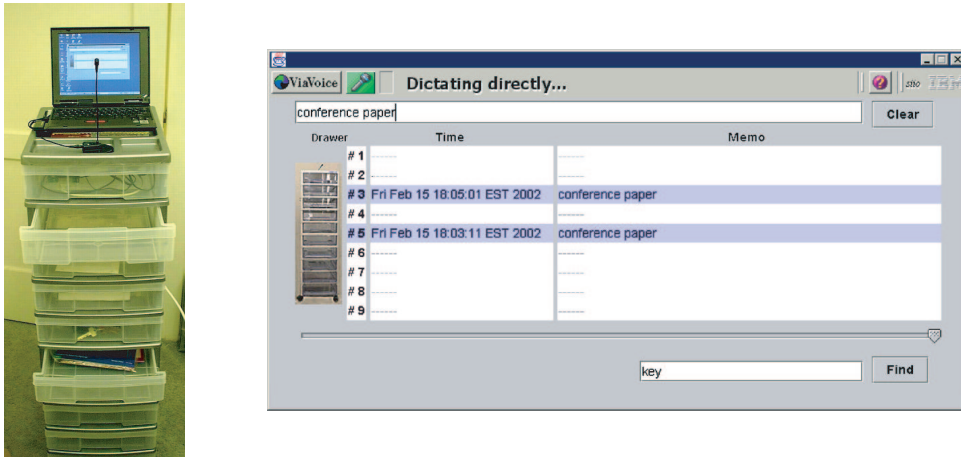 ViaVoice Dictating directly...
conference paper Clear
Drawer Time Memo
# 1 ------ ------
# 2 ------ ------
# 3 Fri Feb 15 18:05:01 EST 2002 conference paper
# 4 ------ ------
# 5 Fri Feb 15 18:03:11 EST 2002 conference paper
# 6 ------ ------
# 7 ------ ------
# 8 ------ ------
# 9 ------ ------
key Find